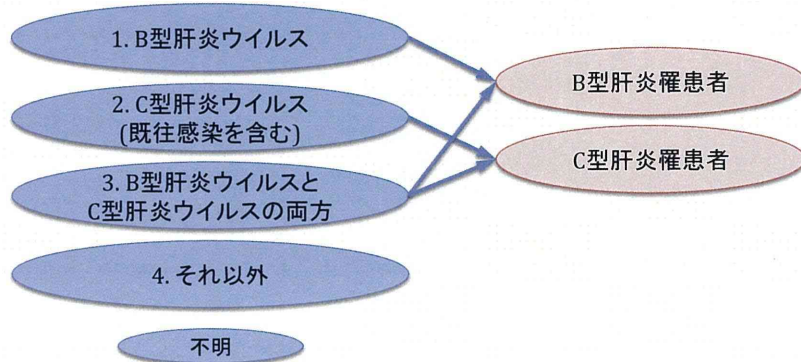 1. B型肝炎ウイルス
2. C型肝炎ウイルス
(既往感染を含む)
3. B型肝炎ウイルスと
C型肝炎ウイルスの両方
4. それ以外
不明
B型肝炎罹患者
C型肝炎罹患者